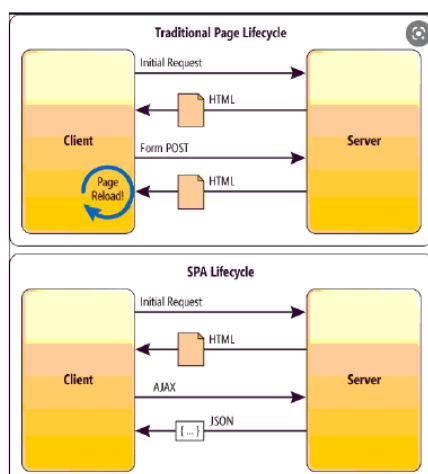 Traditional Page Lifecycle
Initial Request
HTML
Client
Server
Form POST
Page
Reload!
HTML
SPA Lifecycle
Initial Request
HTML
Client
Server
AJAX
JSON
{ ... }